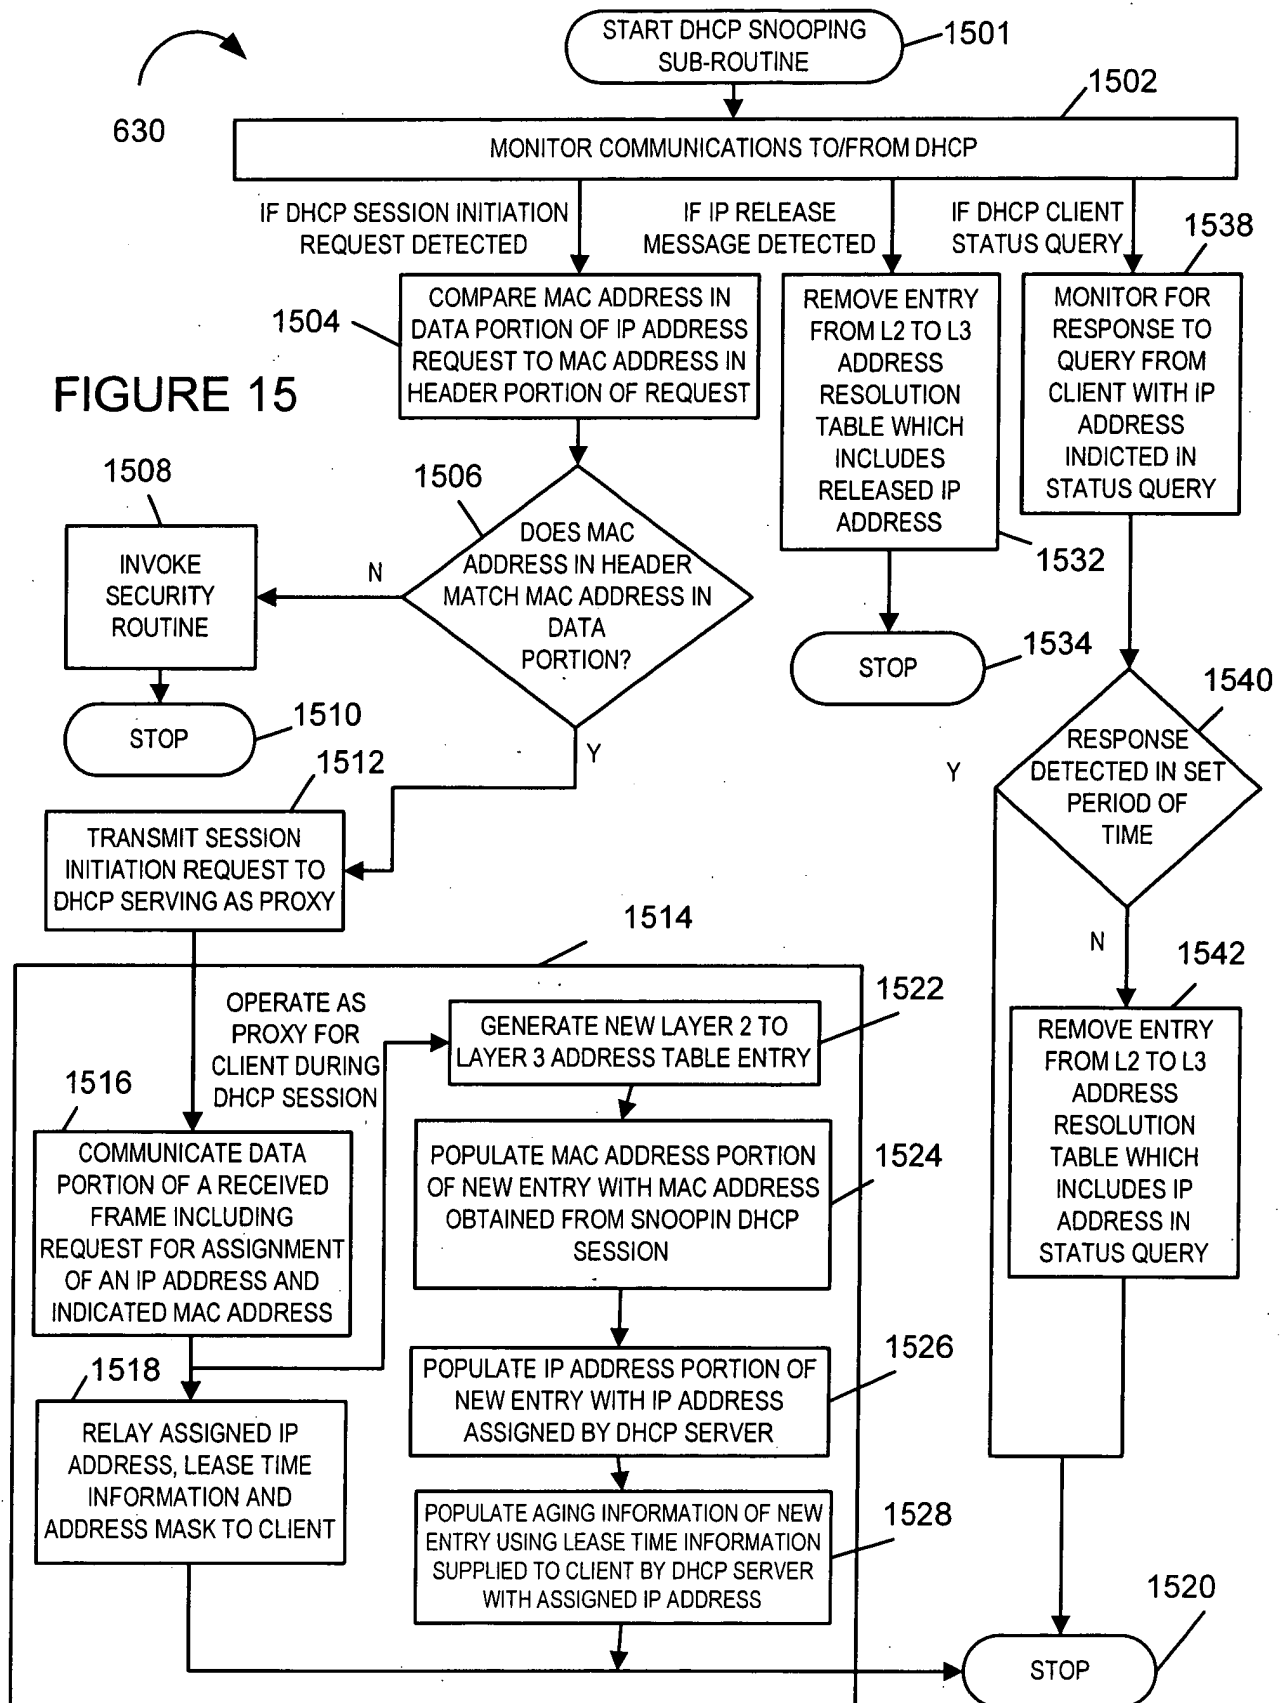 START DHCP SNOOPING
SUB-ROUTINE
1501
1502
630
MONITOR COMMUNICATIONS TO/FROM DHCP
IF DHCP SESSION INITIATION
REQUEST DETECTED
IF IP RELEASE
MESSAGE DETECTED
IF DHCP CLIENT
STATUS QUERY
1538
1504
COMPARE MAC ADDRESS IN
DATA PORTION OF IP ADDRESS
REQUEST TO MAC ADDRESS IN
HEADER PORTION OF REQUEST
REMOVE ENTRY
FROM L2 TO L3
ADDRESS
RESOLUTION
TABLE WHICH
INCLUDES
RELEASED IP
ADDRESS
MONITOR FOR
RESPONSE TO
QUERY FROM
CLIENT WITH IP
ADDRESS
INDICTED IN
STATUS QUERY
FIGURE 15
1508
1506
1532
INVOKE
SECURITY
ROUTINE
N
DOES MAC
ADDRESS IN HEADER
MATCH MAC ADDRESS IN
DATA
PORTION?
STOP
1534
1540
STOP
1510
Y
1512
Y
RESPONSE
DETECTED IN SET
PERIOD OF
TIME
TRANSMIT SESSION
INITIATION REQUEST TO
DHCP SERVING AS PROXY
1514
N
1542
OPERATE AS
PROXY FOR
CLIENT DURING
DHCP SESSION
1522
GENERATE NEW LAYER 2 TO
LAYER 3 ADDRESS TABLE ENTRY
REMOVE ENTRY
FROM L2 TO L3
ADDRESS
RESOLUTION
TABLE WHICH
INCLUDES IP
ADDRESS IN
STATUS QUERY
1516
COMMUNICATE DATA
PORTION OF A RECEIVED
FRAME INCLUDING
REQUEST FOR ASSIGNMENT
OF AN IP ADDRESS AND
INDICATED MAC ADDRESS
POPULATE MAC ADDRESS PORTION
OF NEW ENTRY WITH MAC ADDRESS
OBTAINED FROM SNOOPIN DHCP
SESSION
1524
1518
POPULATE IP ADDRESS PORTION OF
NEW ENTRY WITH IP ADDRESS
ASSIGNED BY DHCP SERVER
1526
RELAY ASSIGNED IP
ADDRESS, LEASE TIME
INFORMATION AND
ADDRESS MASK TO CLIENT
POPULATE AGING INFORMATION OF NEW
ENTRY USING LEASE TIME INFORMATION
SUPPLIED TO CLIENT BY DHCP SERVER
WITH ASSIGNED IP ADDRESS
1528
1520
STOP